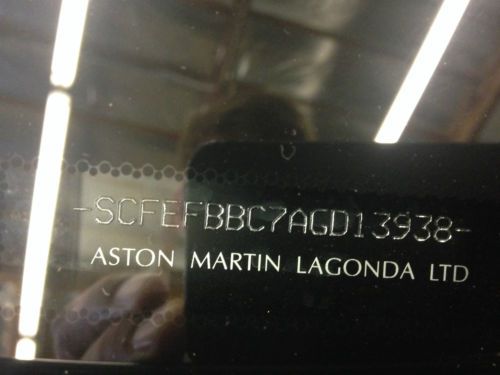 -SCFEFBBC7AGD13938-
ASTON MARTIN LAGONDA LTD